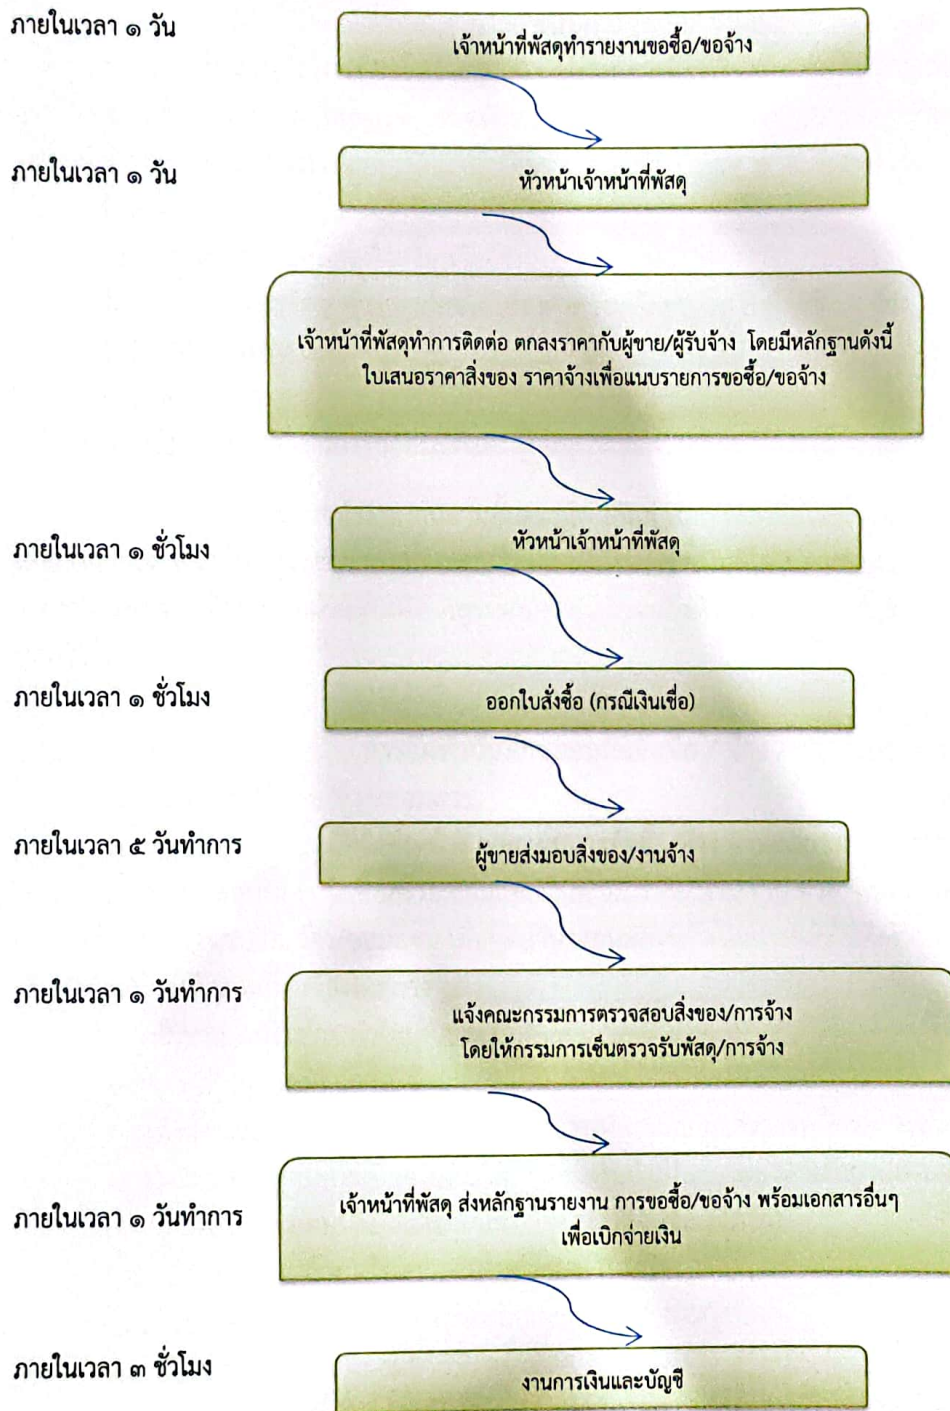 ภายในเวลา ๑ วัน
เจ้าหน้าที่พัสดุทำรายงานขอซื้อ/ขอจ้าง
ภายในเวลา ๑ วัน
หัวหน้าเจ้าหน้าที่พัสดุ
เจ้าหน้าที่พัสดุทำการติดต่อ ตกลงราคากับผู้ขาย/ผู้รับจ้าง โดยมีหลักฐานดังนี้
ใบเสนอราคาสิ่งของ ราคาจ้างเพื่อแนบรายการขอซื้อ/ขอจ้าง
ภายในเวลา ๑ ชั่วโมง
หัวหน้าเจ้าหน้าที่พัสดุ
ภายในเวลา ๑ ชั่วโมง
ออกใบสั่งซื้อ (กรณีเงินเชื่อ)
ภายในเวลา ๕ วันทำการ
ผู้ขายส่งมอบสิ่งของ/งานจ้าง
ภายในเวลา ๑ วันทำการ
แจ้งคณะกรรมการตรวจสอบสิ่งของ/การจ้าง
โดยให้กรรมการเซ็นตรวจรับพัสดุ/การจ้าง
ภายในเวลา ๑ วันทำการ
เจ้าหน้าที่พัสดุ ส่งหลักฐานรายงาน การขอซื้อ/ขอจ้าง พร้อมเอกสารอื่นๆ
เพื่อเบิกจ่ายเงิน
ภายในเวลา ๓ ชั่วโมง
งานการเงินและบัญชี